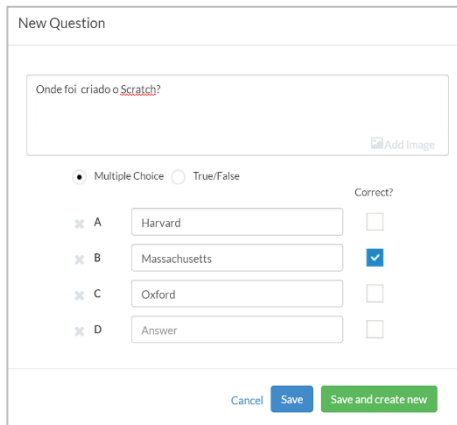 New Question
Onde foi criado o Scratch?
Add Image
Multiple Choice True/False
Correct?
A Harvard
B Massachusetts
C Oxford
D Answer
Cancel Save Save and create new